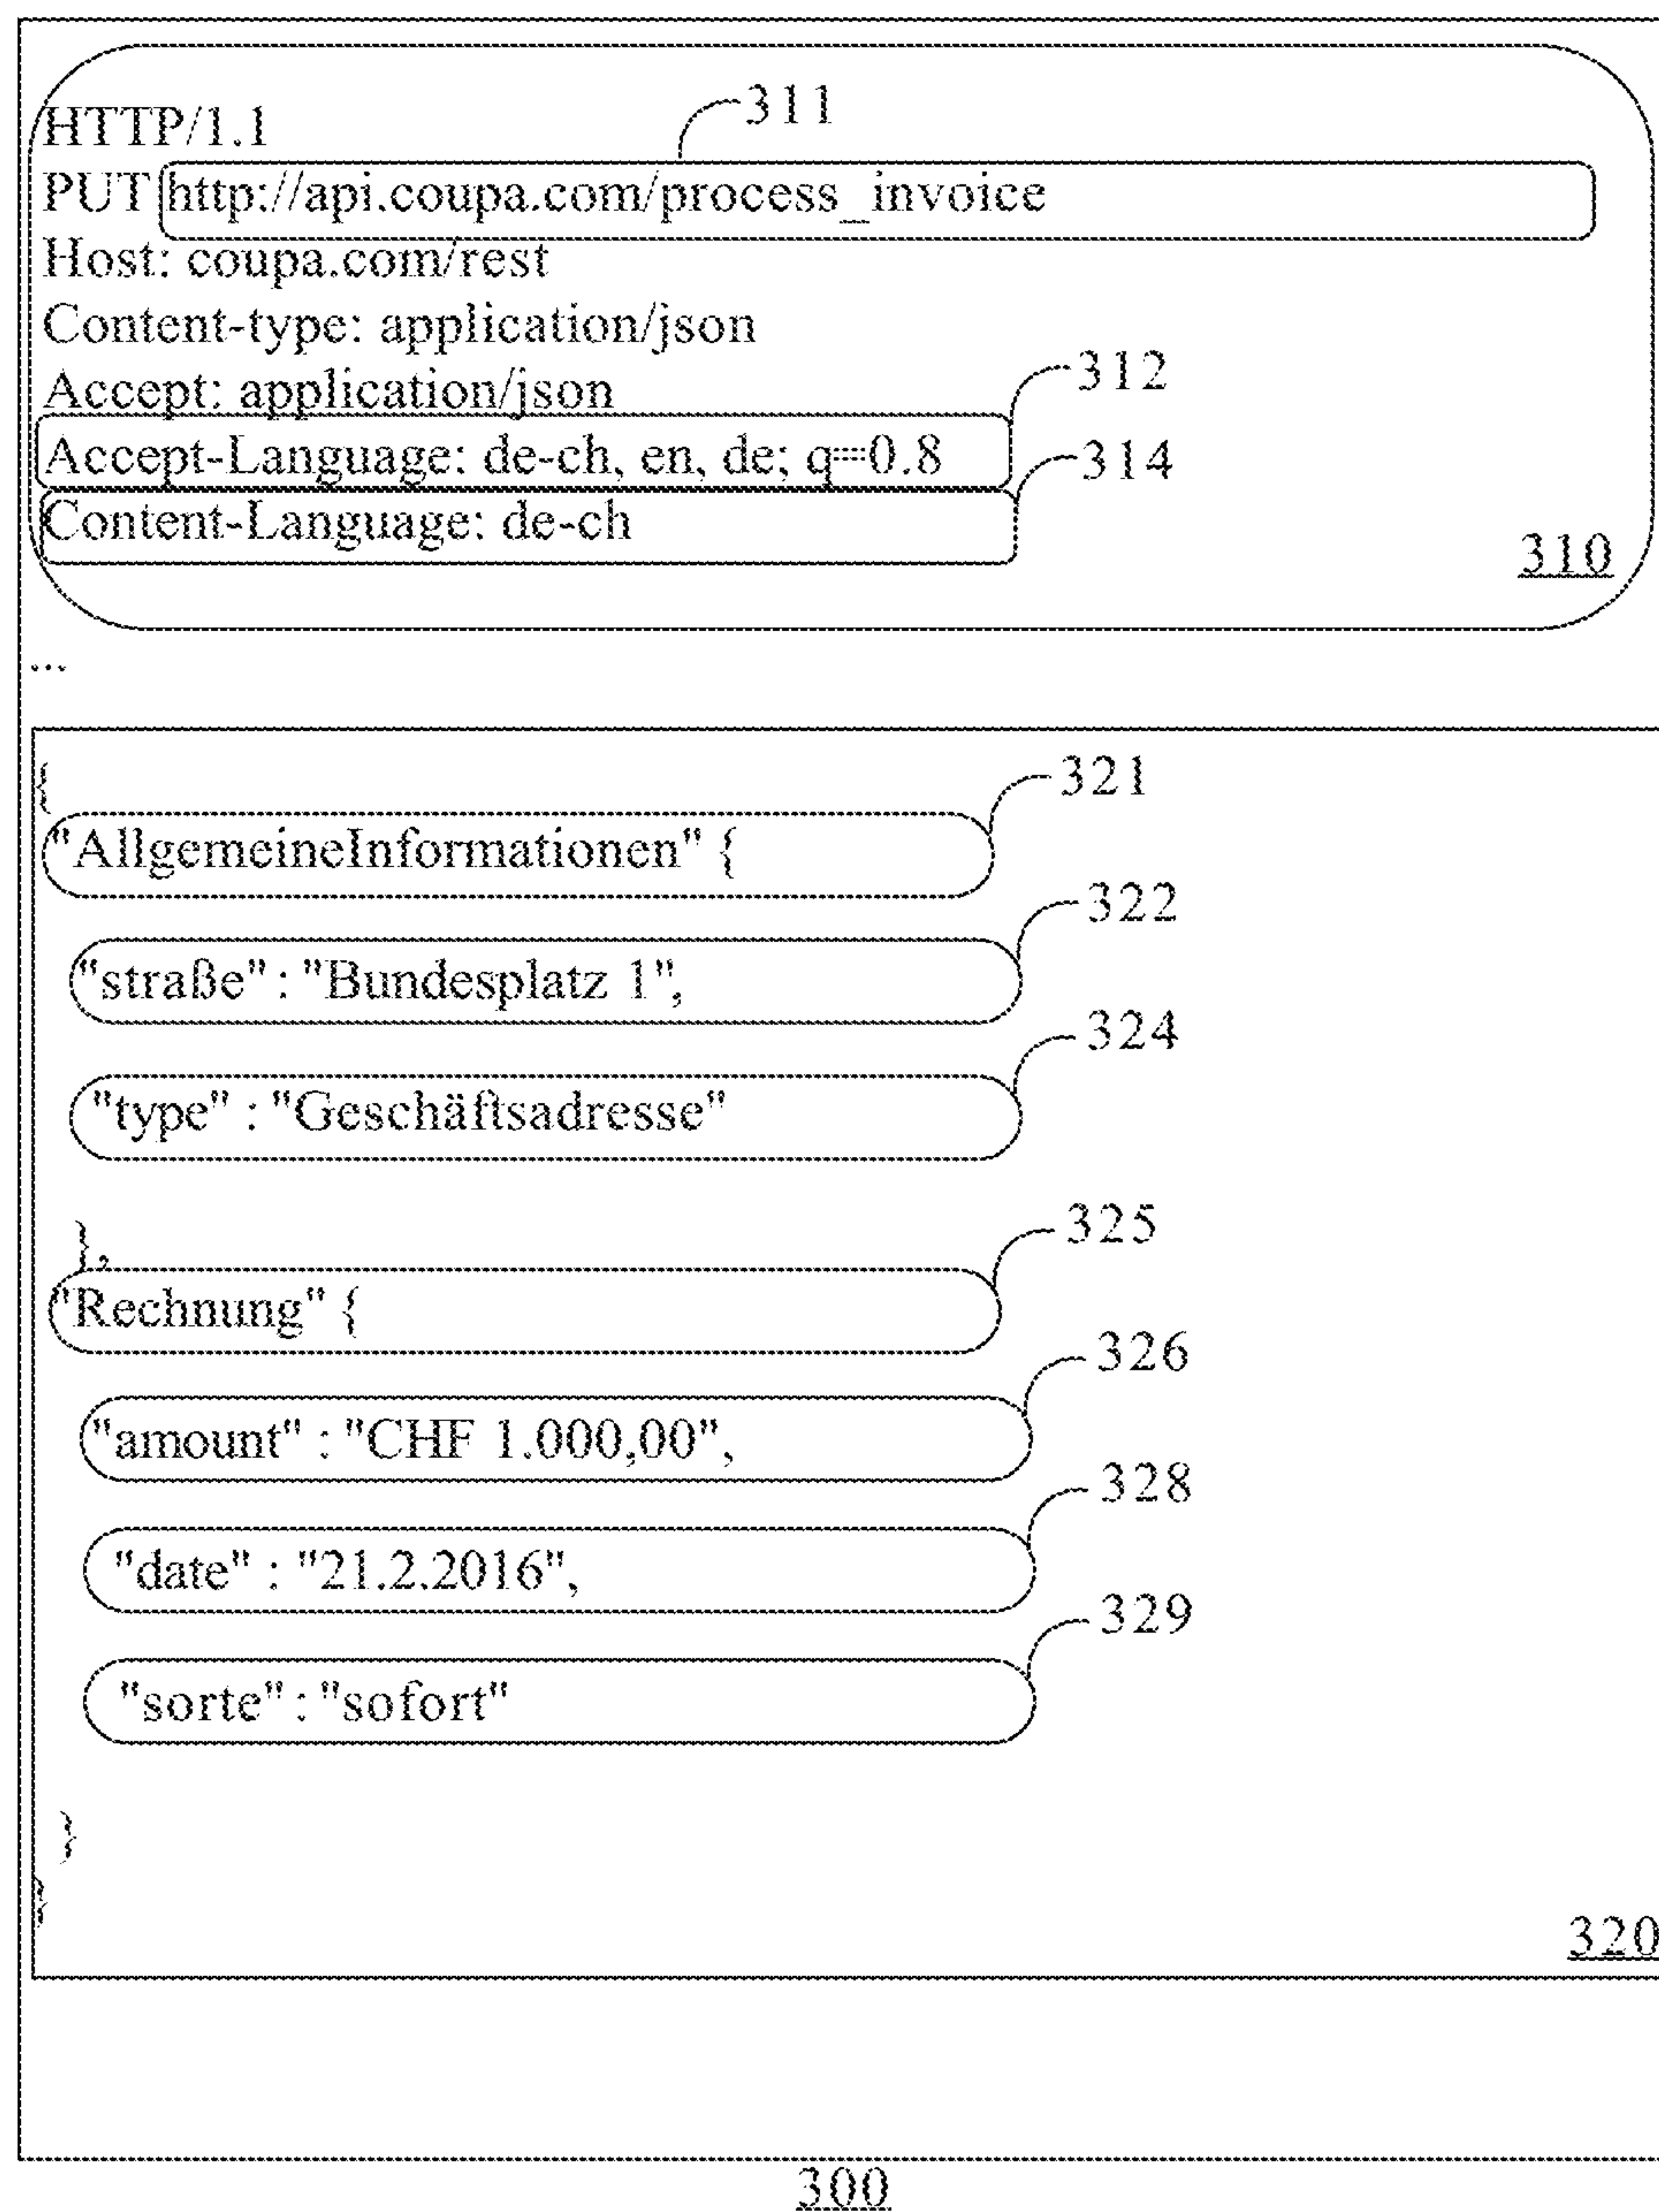 311
HTTP/1.1
PUT http://api.coupa.com/process_invoice
Host: coupa.com/rest
Content-type: application/json
Accept: application/json
312
Accept-Language: de-ch, en, de; q=0.8
314
Content-Language: de-ch
310
...
{
321
"AllgemeineInformationen" {
322
"straße" : "Bundesplatz 1",
324
"type" : "Geschäftsadresse"
},
325
"Rechnung" {
326
"amount" : "CHF 1.000,00",
328
"date" : "21.2.2016",
329
"sorte" : "sofort"
}
}
320
300